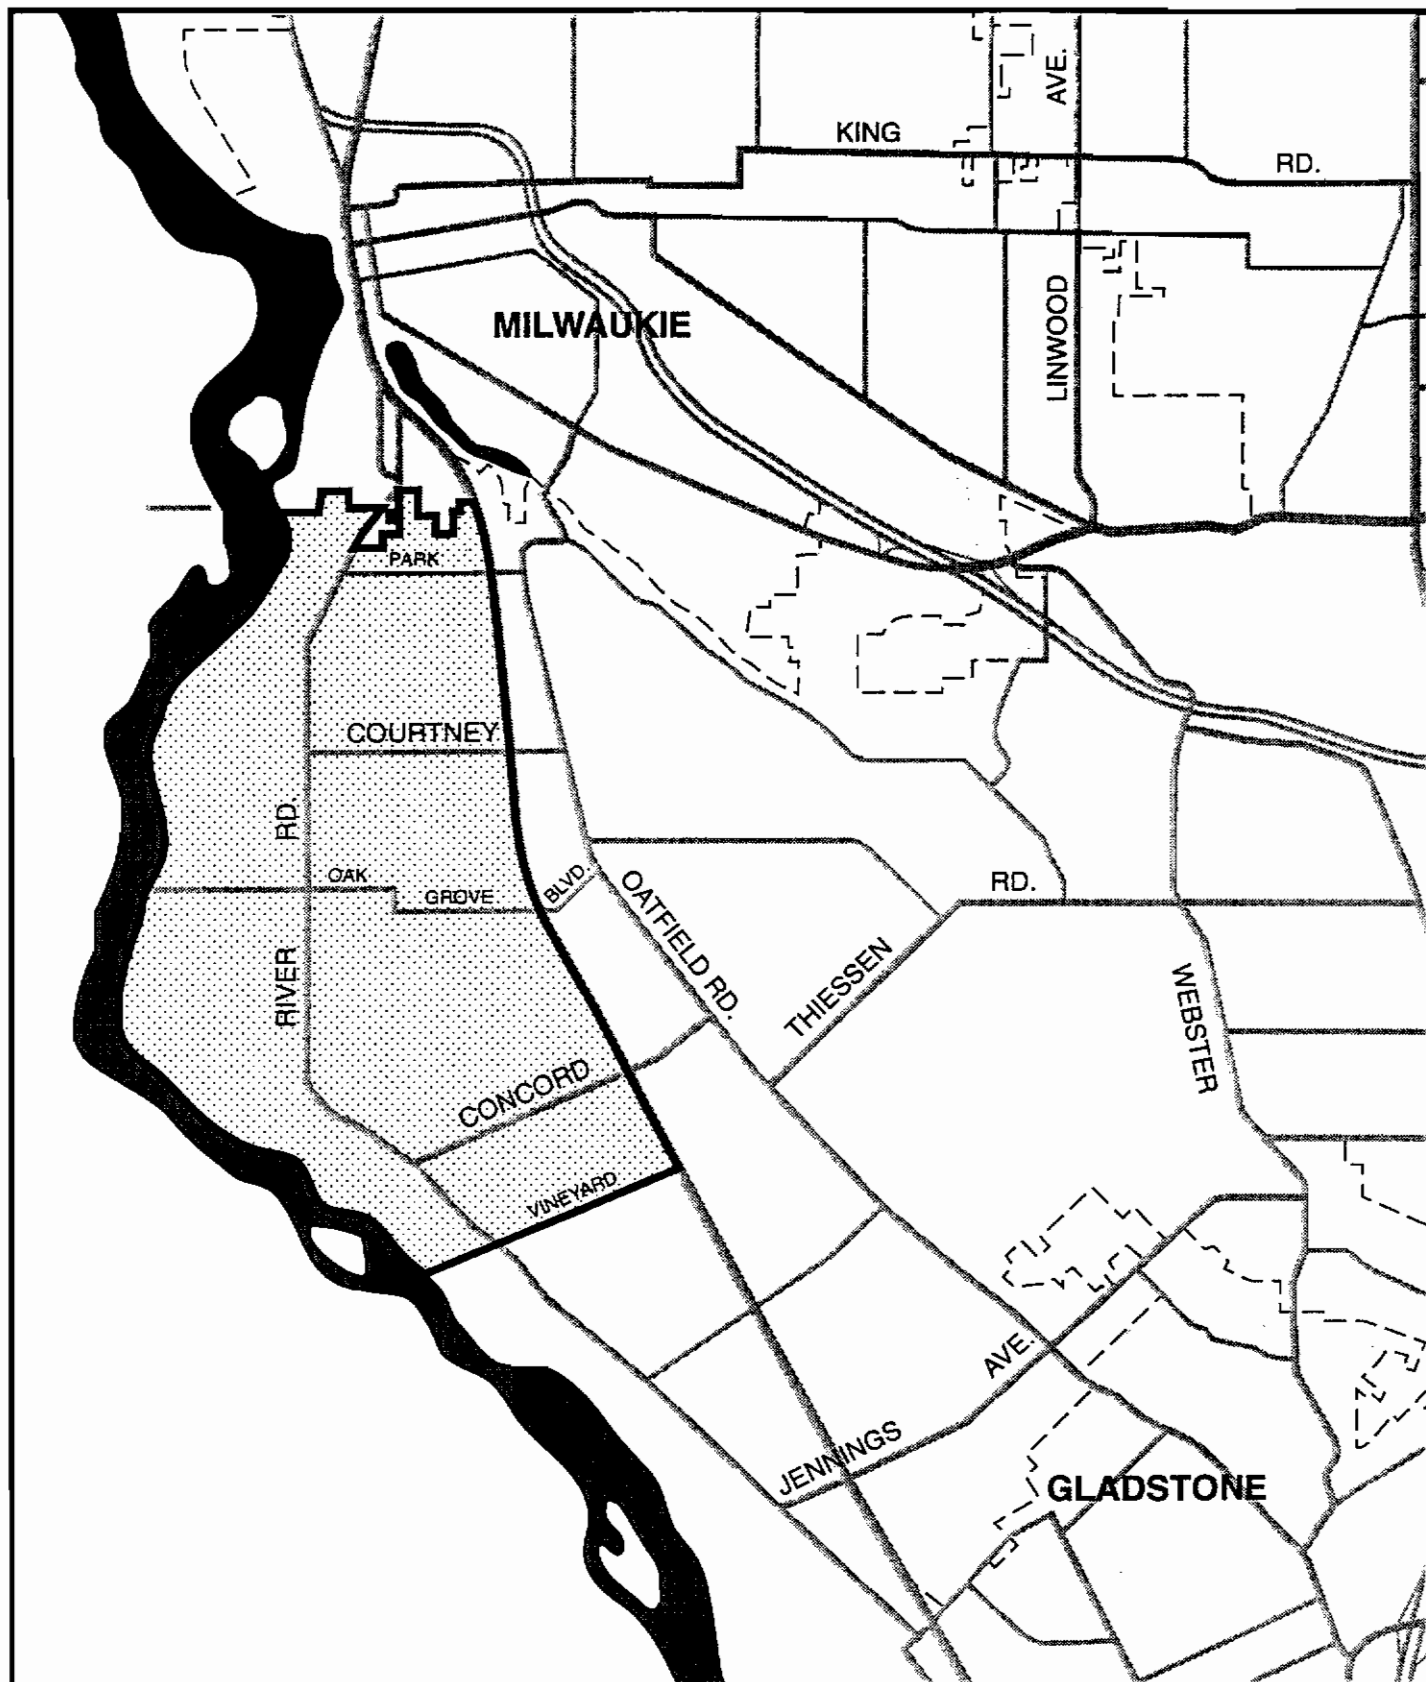 AVE.
KING
RD.
LINWOOD
MILWAUKIE
PARK
COURTNEY
RD.
OAK
GROVE
BLVD.
OATFIELD RD.
RD.
THIESSEN
RIVER
WEBSTER
CONCORD
VINEYARD
AVE.
JENNINGS
GLADSTONE